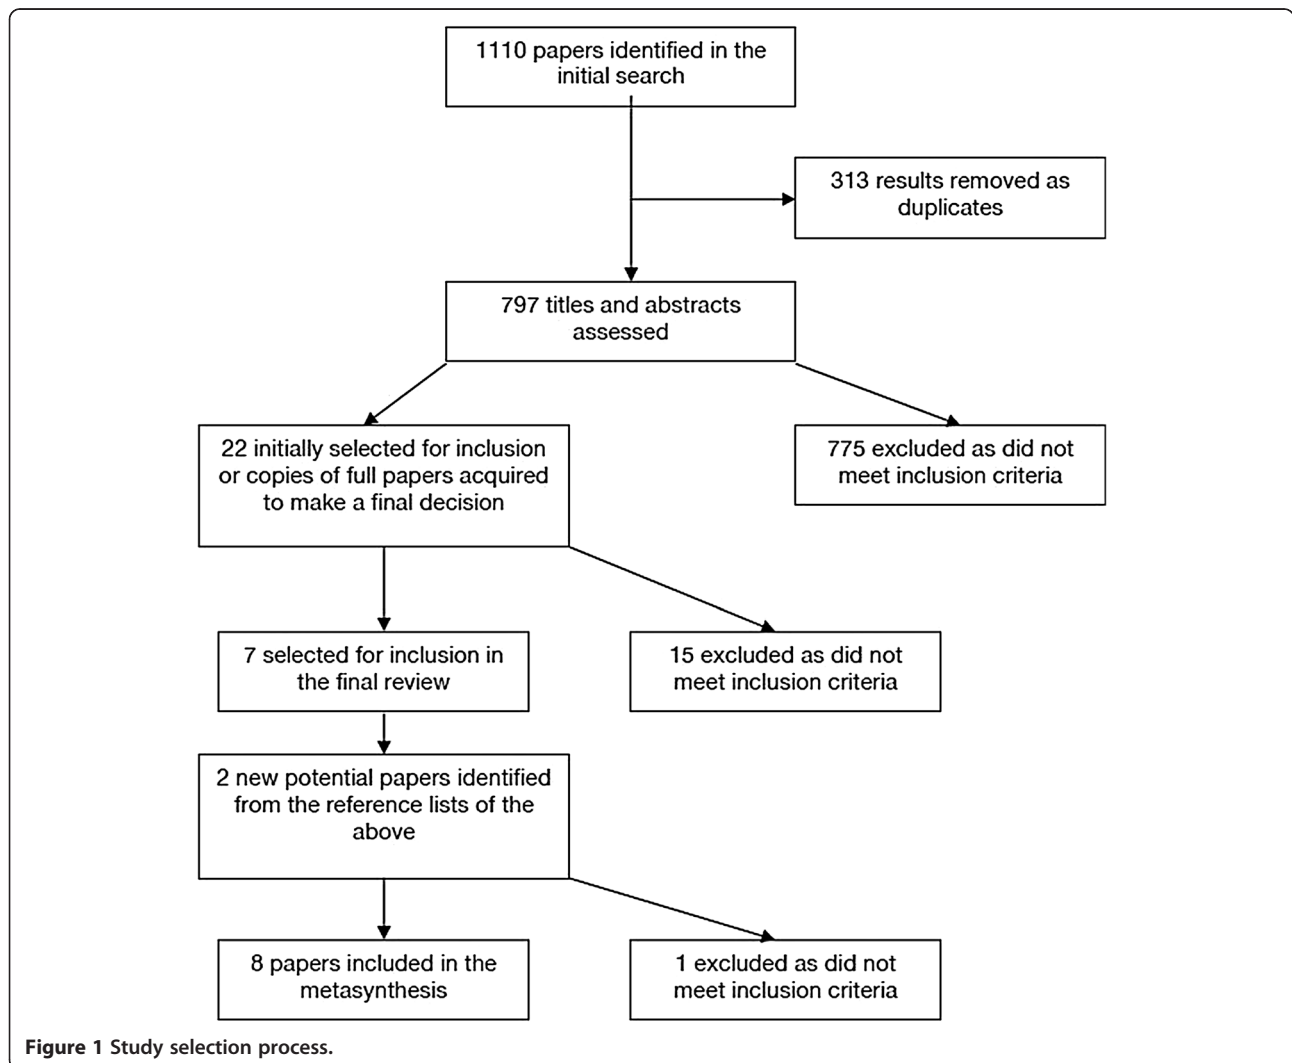 1110 papers identified in the
initial search
313 results removed as
duplicates
797 titles and abstracts
assessed
22 initially selected for inclusion
or copies of full papers acquired
to make a final decision
775 excluded as did not
meet inclusion criteria
7 selected for inclusion in
the final review
15 excluded as did not
meet inclusion criteria
2 new potential papers identified
from the reference lists of the
above
8 papers included in the
metasynthesis
1 excluded as did not
meet inclusion criteria
Figure 1 Study selection process.